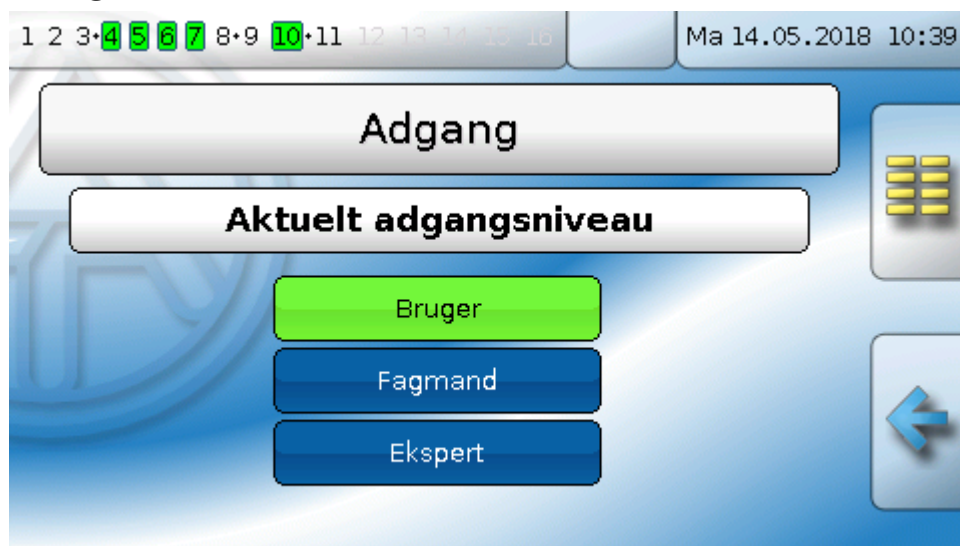 1 2 3•4 5 6 7 8•9 10•11 12 13 14 15 16 Ma 14.05.2018 10:39
Adgang
Aktuelt adgangsniveau
Bruger
Fagmand
Ekspert